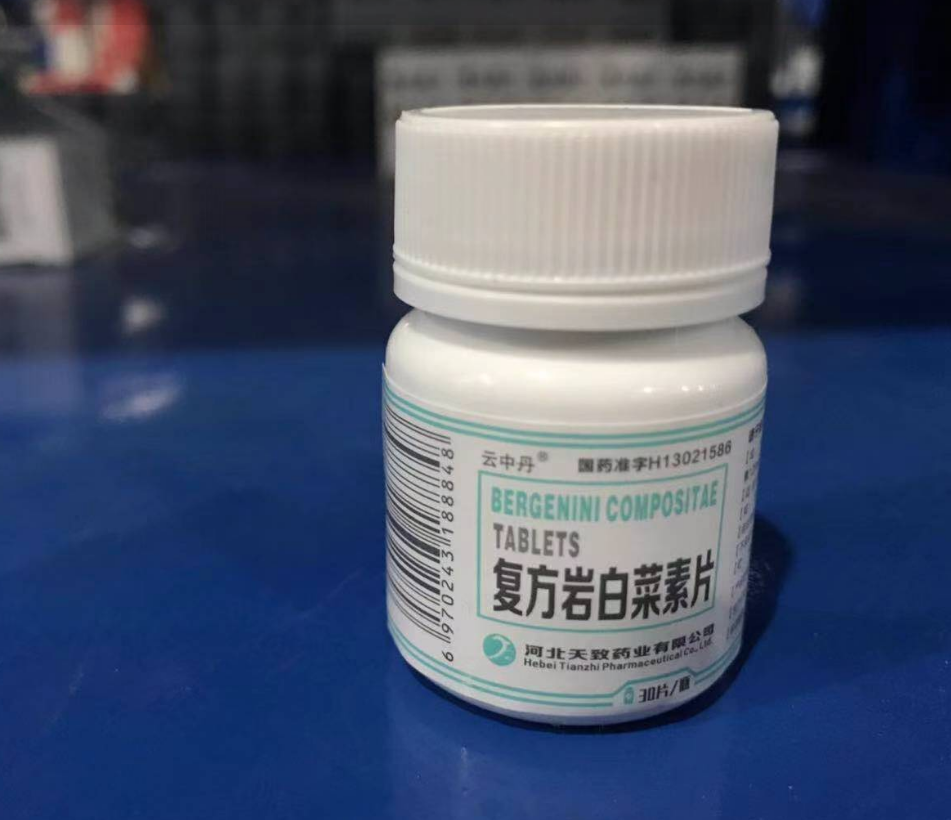 云中丹®
国药准字H13021586
BERGENINI COMPOSITAE
TABLETS
复方岩白菜素片
河北天致药业有限公司
Hebei Tianzhi Pharmaceutical Co., Ltd.
30片/瓶
6 970243 188848